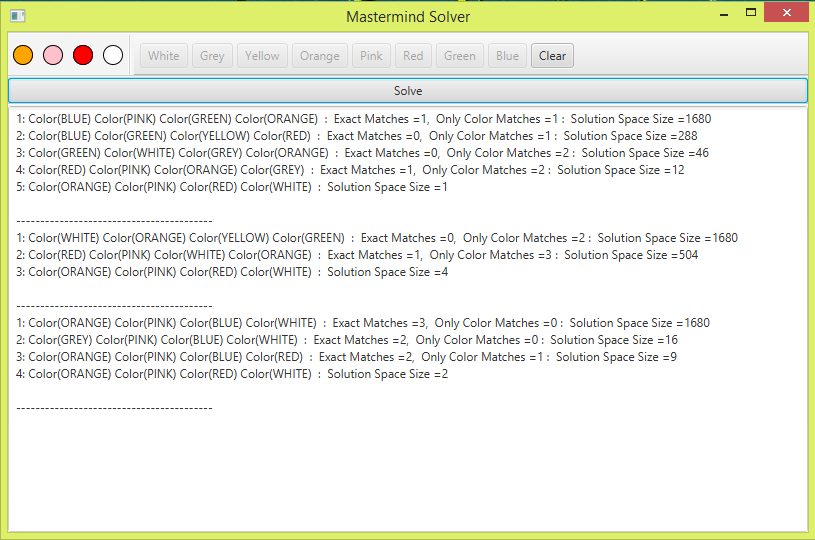 Mastermind Solver
White Grey Yellow Orange Pink Red Green Blue Clear
Solve
1: Color(BLUE) Color(PINK) Color(GREEN) Color(ORANGE)  :  Exact Matches =1,  Only Color Matches =1 :  Solution Space Size =1680
2: Color(BLUE) Color(GREEN) Color(YELLOW) Color(RED)  :  Exact Matches =0,  Only Color Matches =1 :  Solution Space Size =288
3: Color(GREEN) Color(WHITE) Color(GREY) Color(ORANGE)  :  Exact Matches =0,  Only Color Matches =2 :  Solution Space Size =46
4: Color(RED) Color(PINK) Color(ORANGE) Color(GREY)  :  Exact Matches =1,  Only Color Matches =2 :  Solution Space Size =12
5: Color(ORANGE) Color(PINK) Color(RED) Color(WHITE)  :  Solution Space Size =1
-----------------------------------------
1: Color(WHITE) Color(ORANGE) Color(YELLOW) Color(GREEN)  :  Exact Matches =0,  Only Color Matches =2 :  Solution Space Size =1680
2: Color(RED) Color(PINK) Color(WHITE) Color(ORANGE)  :  Exact Matches =1,  Only Color Matches =3 :  Solution Space Size =504
3: Color(ORANGE) Color(PINK) Color(RED) Color(WHITE)  :  Solution Space Size =4
-----------------------------------------
1: Color(ORANGE) Color(PINK) Color(BLUE) Color(WHITE)  :  Exact Matches =3,  Only Color Matches =0 :  Solution Space Size =1680
2: Color(GREY) Color(PINK) Color(BLUE) Color(WHITE)  :  Exact Matches =2,  Only Color Matches =0 :  Solution Space Size =16
3: Color(ORANGE) Color(PINK) Color(BLUE) Color(RED)  :  Exact Matches =2,  Only Color Matches =1 :  Solution Space Size =9
4: Color(ORANGE) Color(PINK) Color(RED) Color(WHITE)  :  Solution Space Size =2
-----------------------------------------